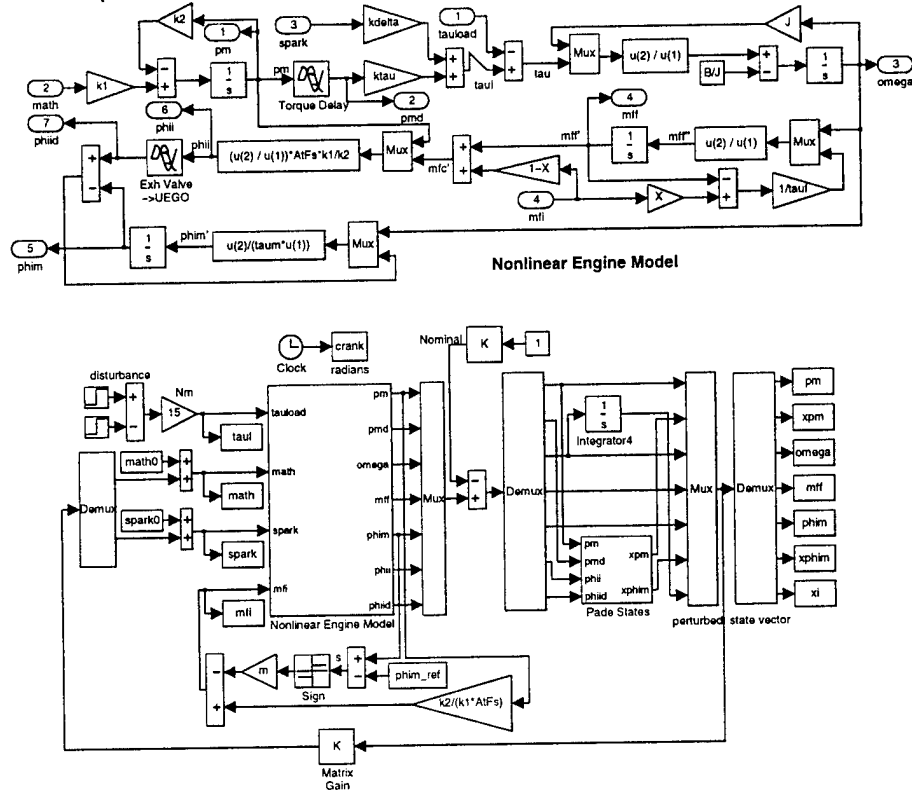 k2
1
pm
3
spark
kdelta
1
tauload
J
2
math
k1
-
+
1
s
pm
Torque Delay
ktau
+
+
taul
-
+
tau
Mux
u(2) / u(1)
+
-
B/J
1
s
3
omega
2
pmd
6
phii
7
phiid
phii
Exh Valve
->UEGO
(u(2) / u(1))*AtFs*k1/k2
Mux
mfc'
+
+
mff'
4
mff
1
s
mff''
u(2) / u(1)
Mux
1-X
4
mfi
X
-
+
1/tauf
+
-
5
phim
1
s
phim'
u(2)/(taum*u(1))
Mux
Nonlinear Engine Model
Clock
crank
radians
Nominal
K
1
disturbance
+
-
Nm
15
taul
tauload
math
spark
mfi
pm
pmd
omega
mff
phim
phii
phiid
Nonlinear Engine Model
Mux
-
+
Demux
1
s
Integrator4
pm
pmd
phii
phiid
xpm
xphim
Pade States
Mux
Demux
perturbed state vector
pm
xpm
omega
mff
phim
xphim
xi
Demux
math0
+
+
math
spark0
+
+
spark
mfi
-
+
m
Sign
s
+
-
phim_ref
k2/(k1*AtFs)
K
Matrix
Gain